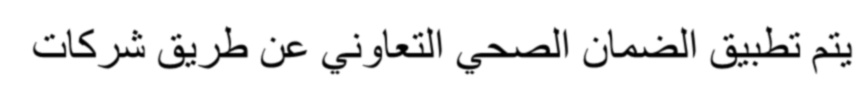 يتم تطبيق الضمان الصحي التعاوني عن طريق شركات